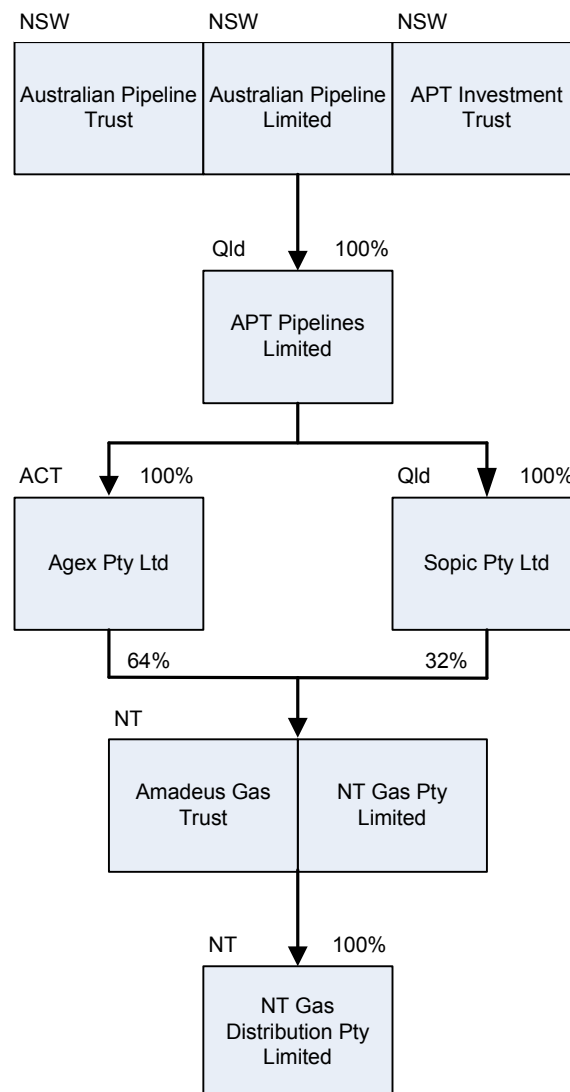 NSW
NSW
NSW
Australian Pipeline
Trust
Australian Pipeline
Limited
APT Investment
Trust
Qld
100%
APT Pipelines
Limited
ACT
100%
Qld
100%
Agex Pty Ltd
Sopic Pty Ltd
64%
32%
NT
Amadeus Gas
Trust
NT Gas Pty
Limited
NT
100%
NT Gas
Distribution Pty
Limited